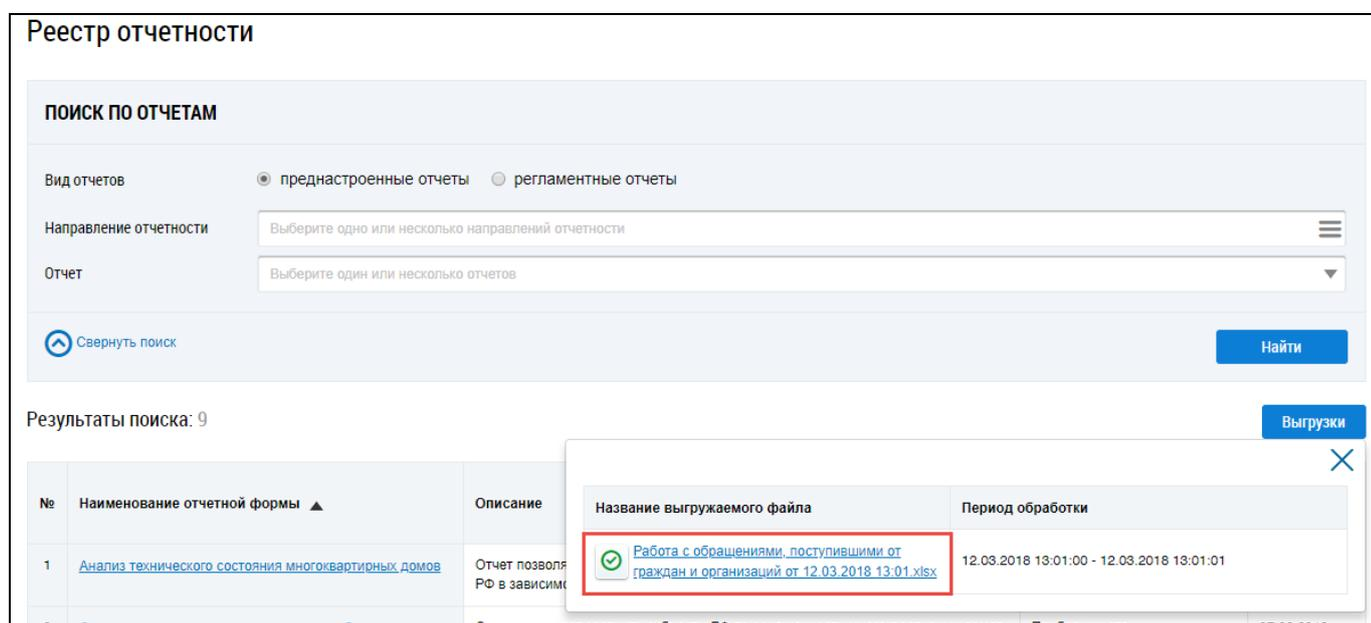 Реестр отчетности
ПОИСК ПО ОТЧЕТАМ
Вид отчетов преднастроенные отчеты регламентные отчеты
Направление отчетности Выберите одно или несколько направлений отчетности
Отчет Выберите один или несколько отчетов
Свернуть поиск Найти
Результаты поиска: 9 Выгрузки
№ Наименование отчетной формы Описание
1 Анализ технического состояния многоквартирных домов Отчет позволя
РФ в зависимо
Название выгружаемого файла Период обработки
Работа с обращениями, поступившими от
граждан и организаций от 12.03.2018 13:01.xlsx
12.03.2018 13:01:00 - 12.03.2018 13:01:01